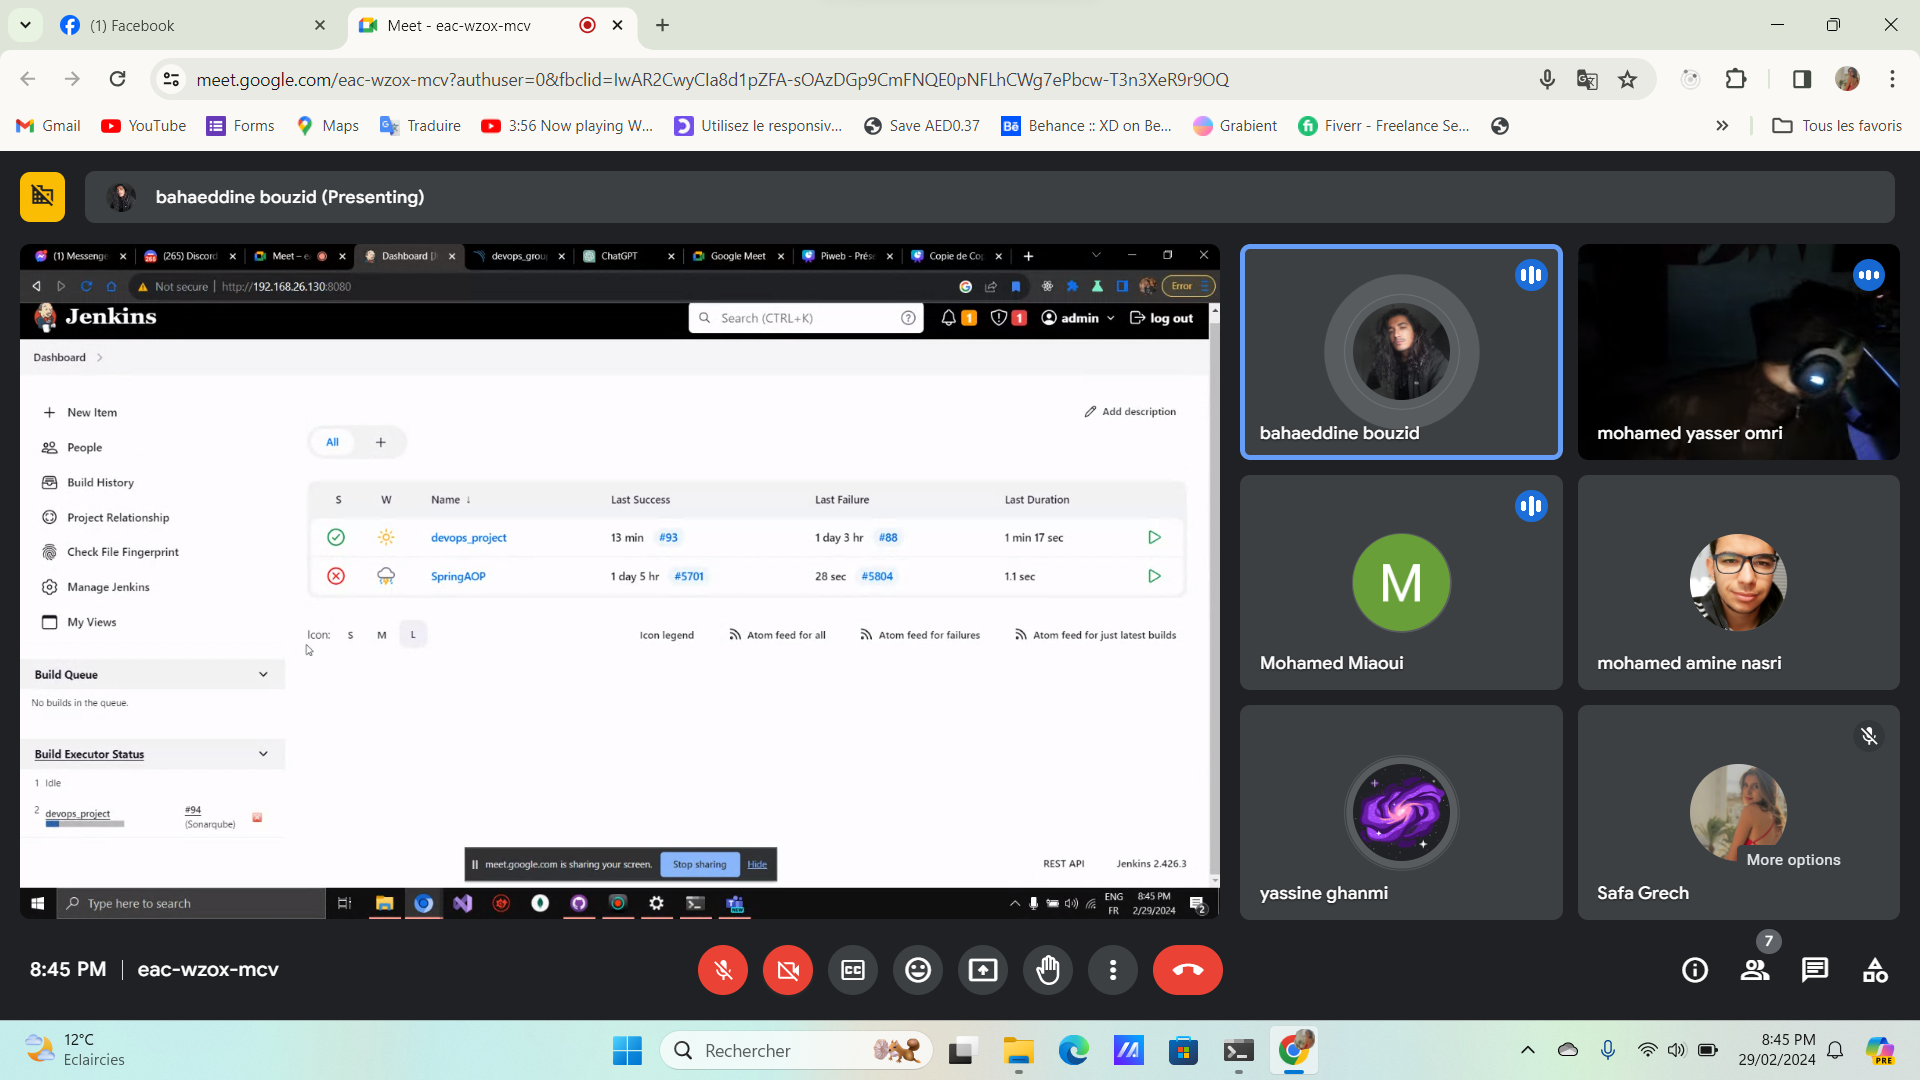 (1) Facebook
Meet - eac-wzox-mcv
meet.google.com/eac-wzox-mcv?authuser=0&fbclid=IwAR2CwyCIa8d1pZFA-sOAzDGp9CmFNQE0pNFLhCWg7ePbcw-T3n3XeR9r9OQ
Gmail YouTube Forms Maps Traduire 3:56 Now playing W... Utilisez le responsiv... Save AED0.37 Behance :: XD on Be... Grabient Fiverr - Freelance Se... Tous les favoris
bahaeddine bouzid (Presenting)
(1) Messenge (265) Discord Meet – e Dashboard [J devops_grou ChatGPT Google Meet Piweb - Prés Copie de Co
Not secure http://192.168.26.130:8080 Error
Jenkins Search (CTRL+K) 1 1 admin log out
Dashboard
New Item
Add description
People
All +
Build History
S W Name ↓ Last Success Last Failure Last Duration
Project Relationship
devops_project 13 min #93 1 day 3 hr #88 1 min 17 sec
Check File Fingerprint
SpringAOP 1 day 5 hr #5701 28 sec #5804 1.1 sec
Manage Jenkins
My Views
Icon: S M L Icon legend Atom feed for all Atom feed for failures Atom feed for just latest builds
Build Queue
No builds in the queue.
Build Executor Status
1 Idle
2 devops_project #94
(Sonarqube)
meet.google.com is sharing your screen. Stop sharing Hide
REST API Jenkins 2.426.3
Type here to search
ENG
FR
8:45 PM
2/29/2024
2
bahaeddine bouzid
mohamed yasser omri
M
Mohamed Miaoui
mohamed amine nasri
yassine ghanmi
More options
Safa Grech
8:45 PM eac-wzox-mcv
7
12°C
Eclaircies
Rechercher
8:45 PM
29/02/2024
PRE